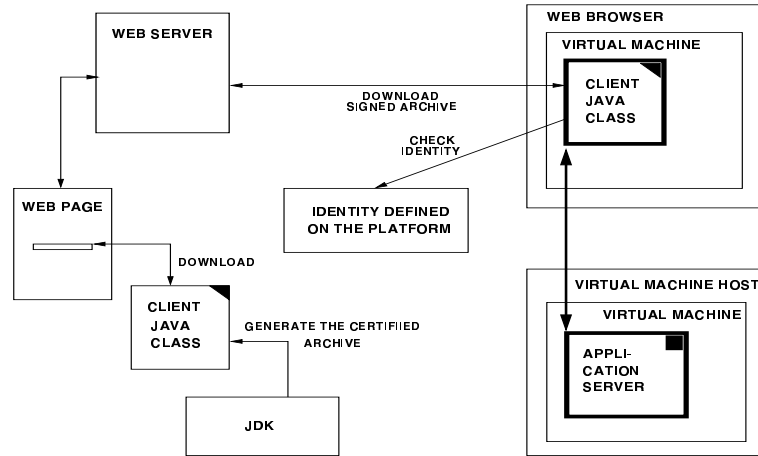 WEB SERVER
WEB BROWSER
VIRTUAL MACHINE
CLIENT
JAVA
CLASS
DOWNLOAD
SIGNED ARCHIVE
CHECK
IDENTITY
WEB PAGE
IDENTITY DEFINED
ON THE PLATFORM
DOWNLOAD
CLIENT
JAVA
CLASS
GENERATE THE CERTIFIED
ARCHIVE
JDK
VIRTUAL MACHINE HOST
VIRTUAL MACHINE
APPLI-
CATION
SERVER